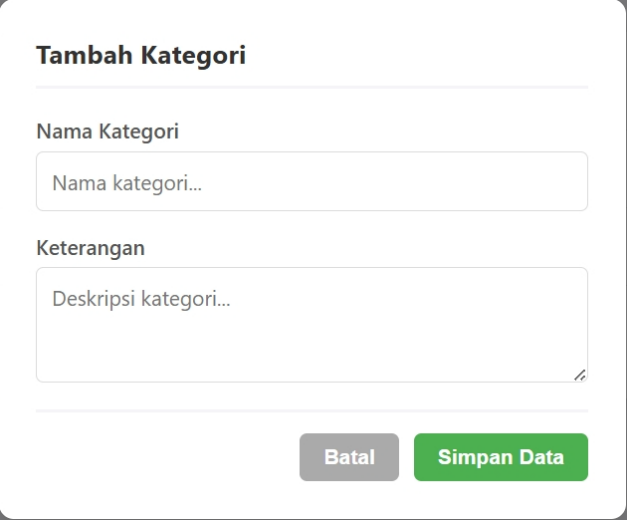 Tambah Kategori
Nama Kategori
Nama kategori...
Keterangan
Deskripsi kategori...
Batal
Simpan Data